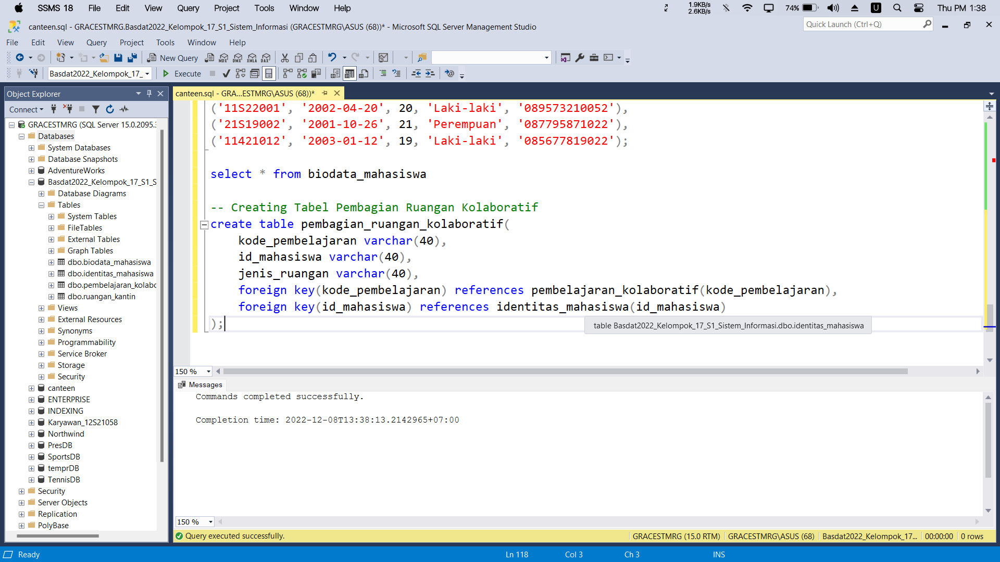 SSMS 18 File Edit View Query Project Tools Window Help 1.9KB/s 2.6KB/s 74% U Thu PM 1:38
canteen.sql - GRACESTMRG.Basdat2022_Kelompok_17_S1_Sistem_Informasi (GRACESTMRG\ASUS (68))* - Microsoft SQL Server Management Studio
Quick Launch (Ctrl+Q)
File Edit View Query Project Tools Window Help
New Query MDX DMX XMLA DAX
Basdat2022_Kelompok_17_ Execute
Object Explorer
Connect
GRACESTMRG (SQL Server 15.0.2095.3
Databases
System Databases
Database Snapshots
AdventureWorks
Basdat2022_Kelompok_17_S1_S
Database Diagrams
Tables
System Tables
FileTables
External Tables
Graph Tables
dbo.biodata_mahasiswa
dbo.identitas_mahasiswa
dbo.pembelajaran_kolabo
dbo.ruangan_kantin
Views
External Resources
Synonyms
Programmability
Service Broker
Storage
Security
canteen
ENTERPRISE
INDEXING
Karyawan_12S21058
Northwind
PresDB
SportsDB
temprDB
TennisDB
Security
Server Objects
Replication
PolyBase
canteen.sql - GRA...ESTMRG\ASUS (68))*
('11S22001', '2002-04-20', 20, 'Laki-laki', '089573210052'),
('21S19002', '2001-10-26', 21, 'Perempuan', '087795871022'),
('11421012', '2003-01-12', 19, 'Laki-laki', '085677819022');
select * from biodata_mahasiswa
-- Creating Tabel Pembagian Ruangan Kolaboratif
create table pembagian_ruangan_kolaboratif(
kode_pembelajaran varchar(40),
id_mahasiswa varchar(40),
jenis_ruangan varchar(40),
foreign key(kode_pembelajaran) references pembelajaran_kolaboratif(kode_pembelajaran),
foreign key(id_mahasiswa) references identitas_mahasiswa(id_mahasiswa)
);
table Basdat2022_Kelompok_17_S1_Sistem_Informasi.dbo.identitas_mahasiswa
150 %
Messages
Commands completed successfully.
Completion time: 2022-12-08T13:38:13.2142965+07:00
150 %
Query executed successfully. GRACESTMRG (15.0 RTM) GRACESTMRG\ASUS (68) Basdat2022_Kelompok_17... 00:00:00 0 rows
Ready Ln 118 Col 3 Ch 3 INS